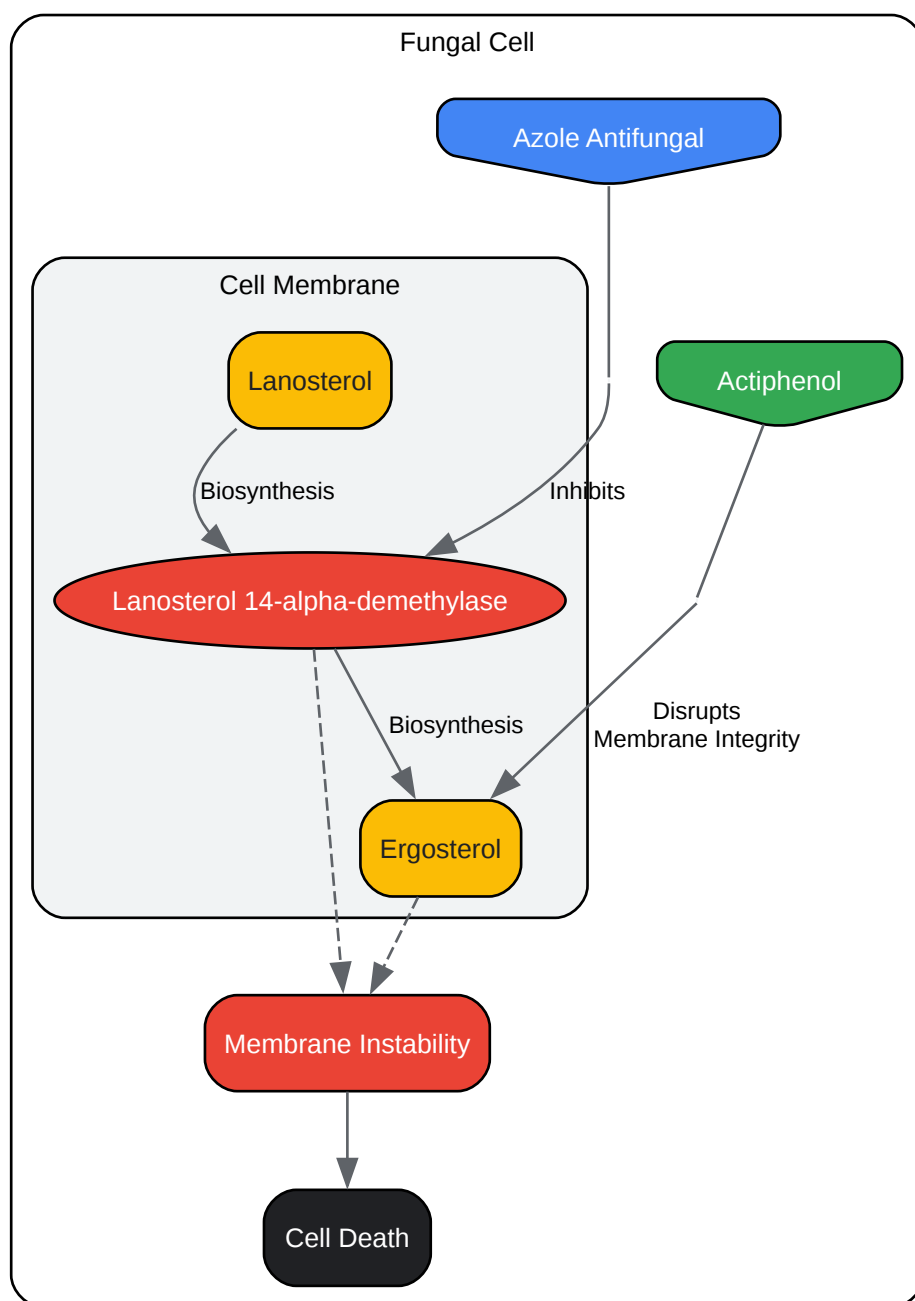 Fungal Cell
Azole Antifungal
Cell Membrane
Lanosterol
Actiphenol
Biosynthesis
Inhibits
Lanosterol 14-alpha-demethylase
Biosynthesis
Disrupts
Membrane Integrity
Ergosterol
Membrane Instability
Cell Death